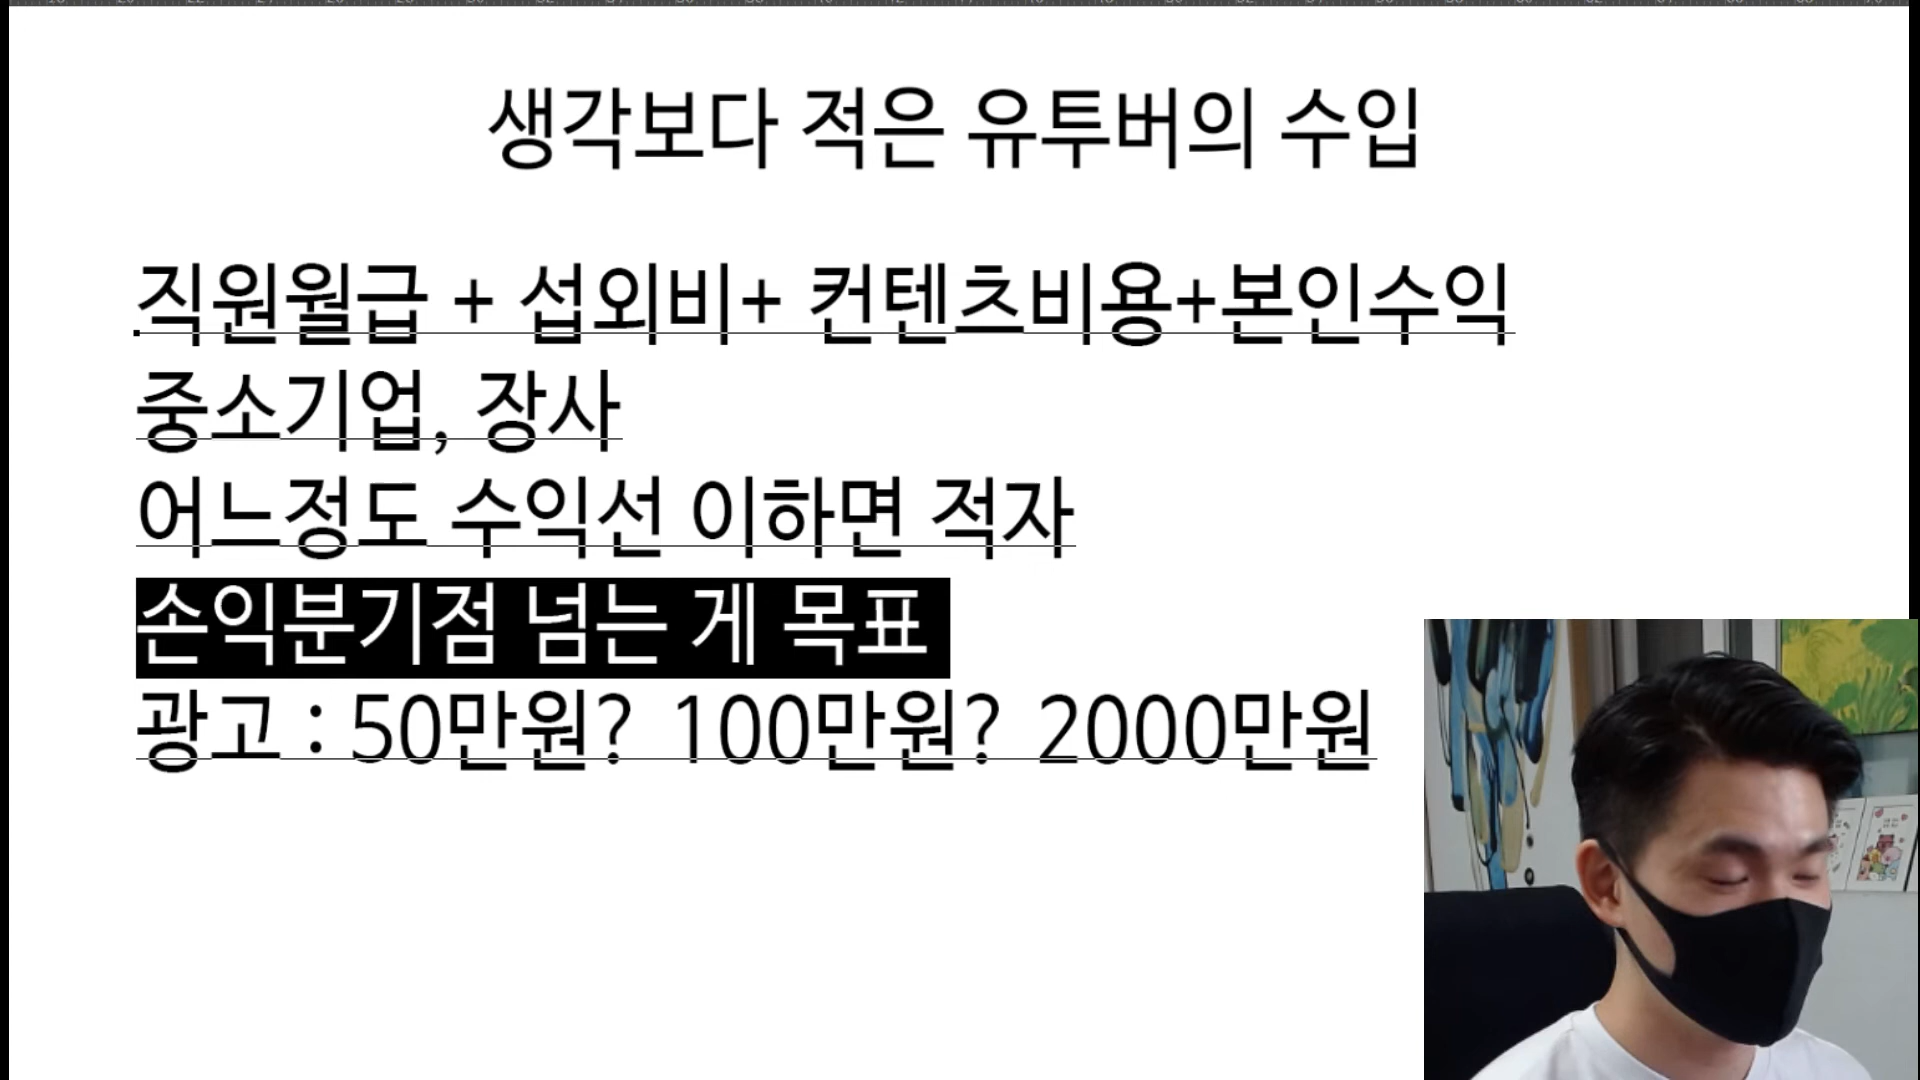 생각보다 적은 유투버의 수입
직원월급 + 섭외비+ 컨텐츠비용+본인수익
중소기업, 장사
어느정도 수익선 이하면 적자
손익분기점 넘는 게 목표
광고 : 50만원? 100만원? 2000만원